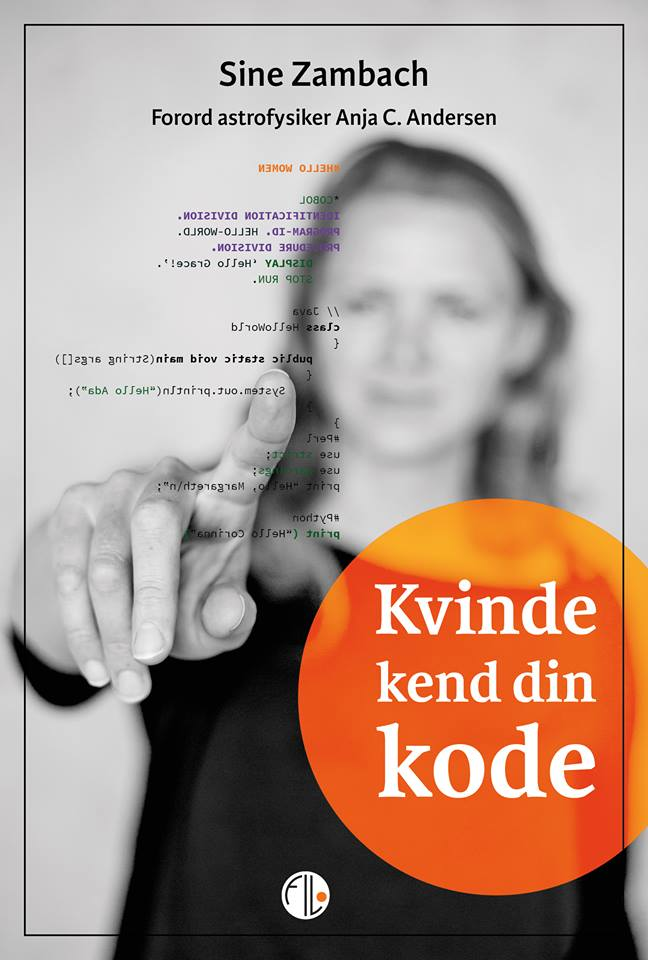 Sine Zambach
Forord astrofysiker Anja C. Andersen
#HELLO WOMEN
*COBOL
IDENTIFICATION DIVISION.
PROGRAM-ID. HELLO-WORLD.
PROCEDURE DIVISION.
DISPLAY 'Hello Grace!'.
STOP RUN.
// Java
class HelloWorld
{
public static void main(String args[])
{
System.out.println("Hello Ada");
}
}
#Perl
use strict;
use warnings;
print "Hello, Margareth\n";
#Python
print ("Hello Corinna")
Kvinde
kend din
kode
FIL